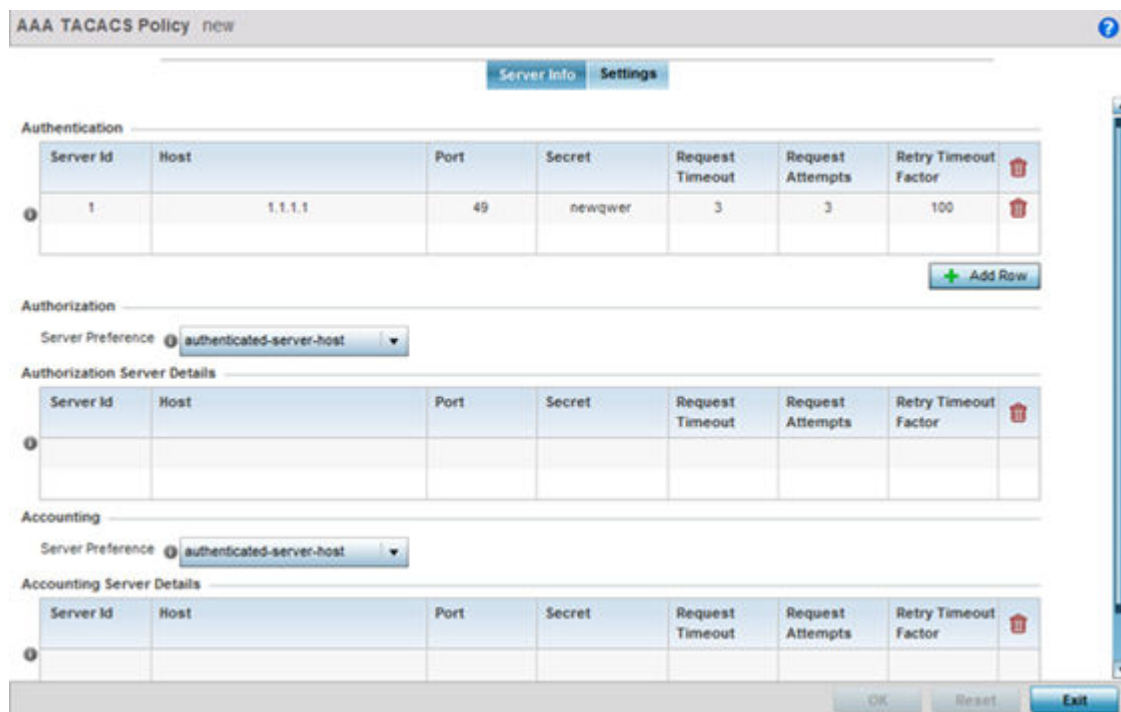 AAA TACACS Policy new
Server Info Settings
Authentication
Server Id Host Port Secret Request Timeout Request Attempts Retry Timeout Factor
1 1.1.1.1 49 newqwer 3 3 100
Add Row
Authorization
Server Preference authenticated-server-host
Authorization Server Details
Server Id Host Port Secret Request Timeout Request Attempts Retry Timeout Factor
Accounting
Server Preference authenticated-server-host
Accounting Server Details
Server Id Host Port Secret Request Timeout Request Attempts Retry Timeout Factor
OK Reset Exit